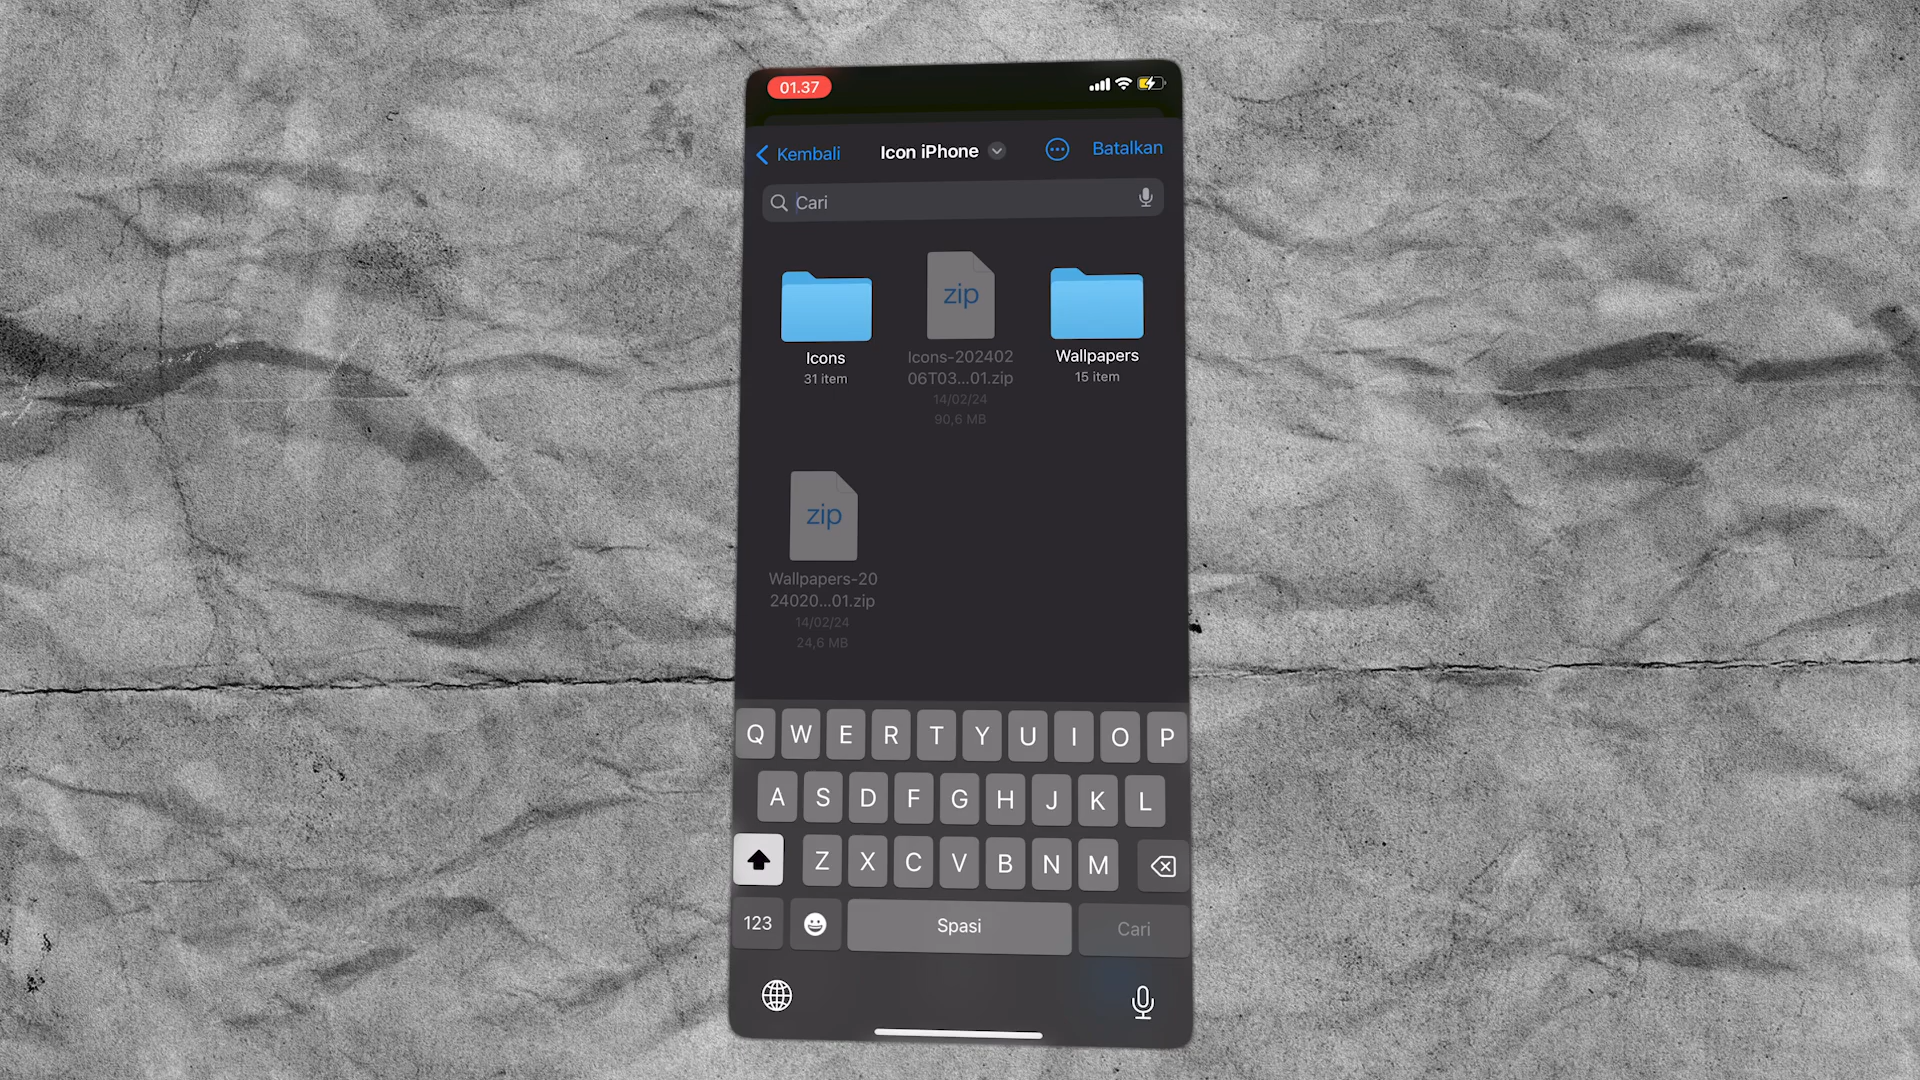 01.37
Kembali
Icon iPhone
Batalkan
Cari
zip
Icons
31 item
Icons-202402
06T03...01.zip
14/02/24
90,6 MB
Wallpapers
15 item
zip
Wallpapers-20
24020...01.zip
14/02/24
24,6 MB
Q W E R T Y U I O P
A S D F G H J K L
Z X C V B N M
123
Spasi
Cari